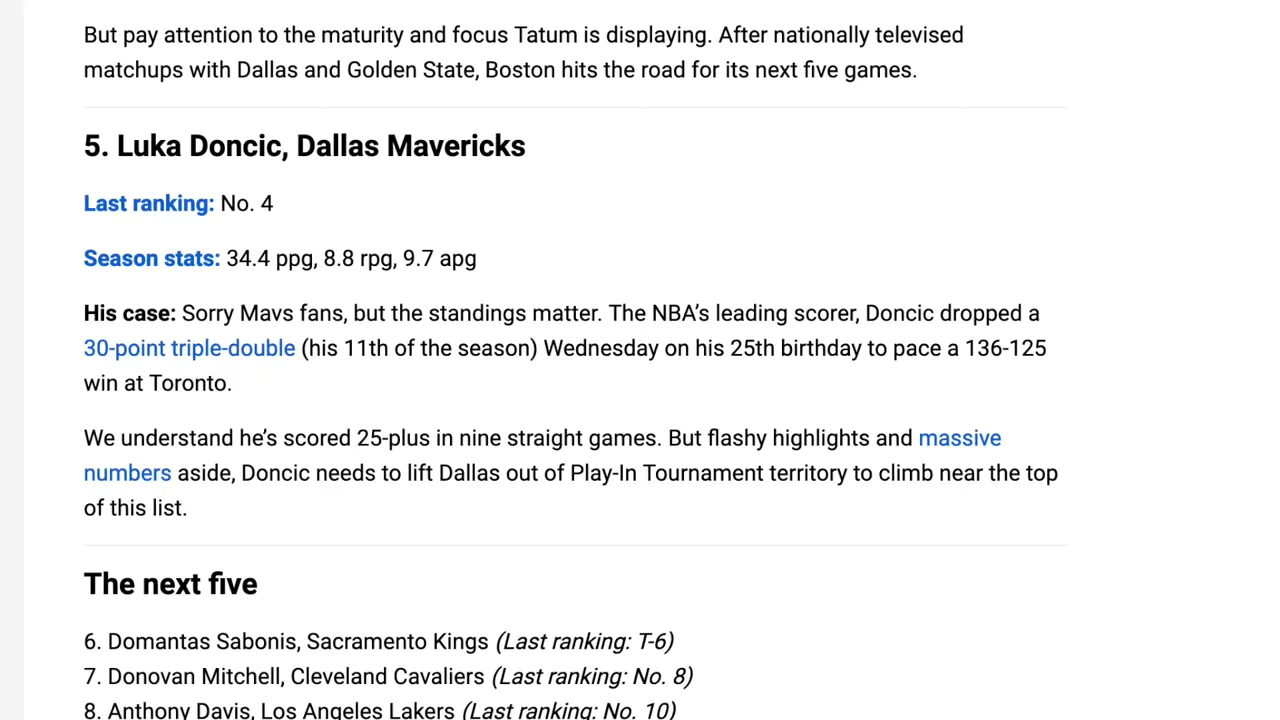 But pay attention to the maturity and focus Tatum is displaying. After nationally televised
matchups with Dallas and Golden State, Boston hits the road for its next five games.
5. Luka Doncic, Dallas Mavericks
Last ranking: No. 4
Season stats: 34.4 ppg, 8.8 rpg, 9.7 apg
His case: Sorry Mavs fans, but the standings matter. The NBA’s leading scorer, Doncic dropped a
30-point triple-double (his 11th of the season) Wednesday on his 25th birthday to pace a 136-125
win at Toronto.
We understand he’s scored 25-plus in nine straight games. But flashy highlights and massive
numbers aside, Doncic needs to lift Dallas out of Play-In Tournament territory to climb near the top
of this list.
The next five
6. Domantas Sabonis, Sacramento Kings (Last ranking: T-6)
7. Donovan Mitchell, Cleveland Cavaliers (Last ranking: No. 8)
8. Anthony Davis, Los Angeles Lakers (Last ranking: No. 10)